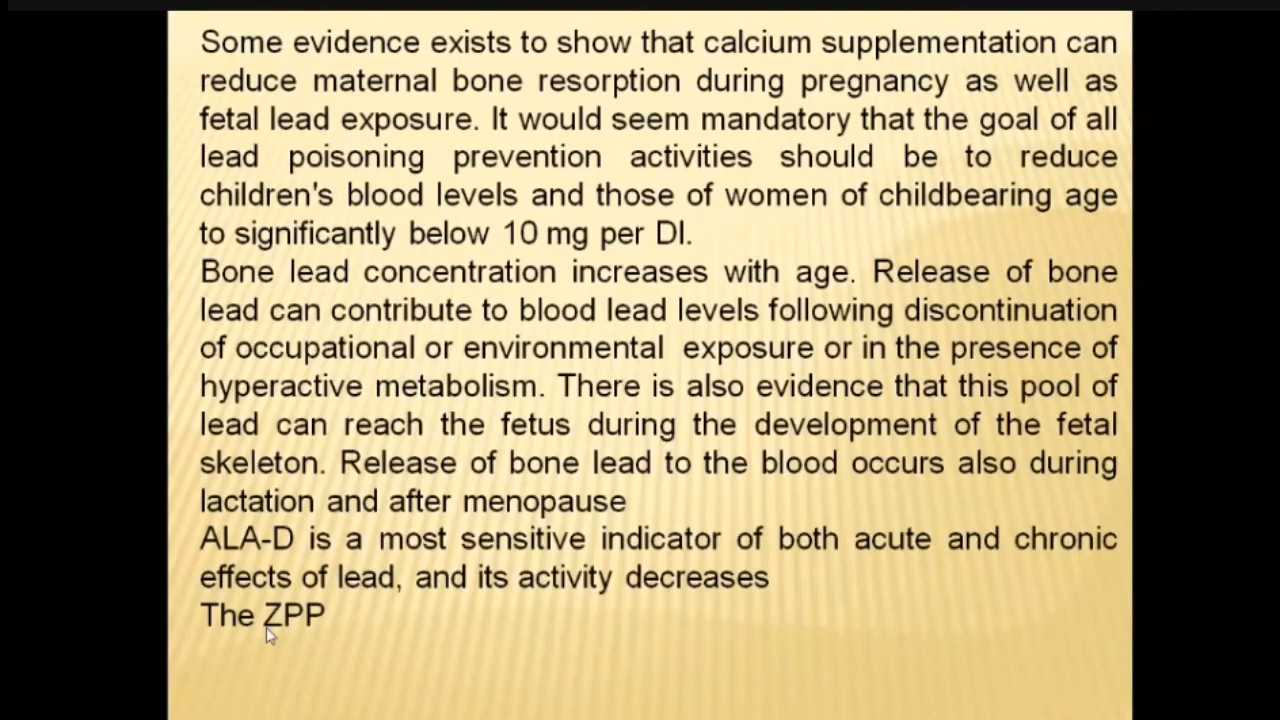 Some evidence exists to show that calcium supplementation can
reduce maternal bone resorption during pregnancy as well as
fetal lead exposure. It would seem mandatory that the goal of all
lead poisoning prevention activities should be to reduce
children's blood levels and those of women of childbearing age
to significantly below 10 mg per Dl.
Bone lead concentration increases with age. Release of bone
lead can contribute to blood lead levels following discontinuation
of occupational or environmental exposure or in the presence of
hyperactive metabolism. There is also evidence that this pool of
lead can reach the fetus during the development of the fetal
skeleton. Release of bone lead to the blood occurs also during
lactation and after menopause
ALA-D is a most sensitive indicator of both acute and chronic
effects of lead, and its activity decreases
The ZPP